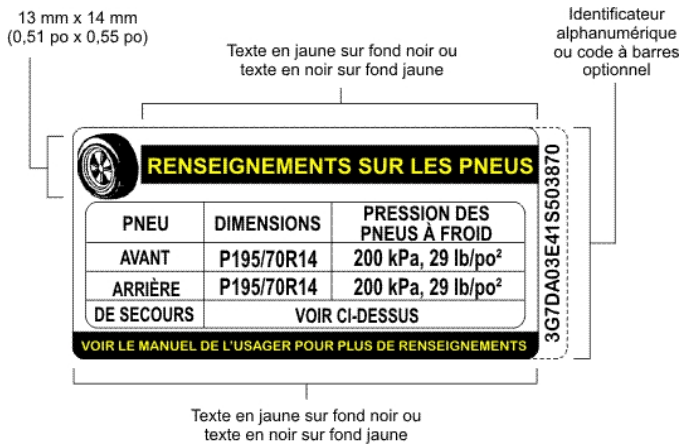 13 mm x 14 mm
(0,51 po x 0,55 po)
Texte en jaune sur fond noir ou
texte en noir sur fond jaune
Identificateur
alphanumérique
ou code à barres
optionnel
RENSEIGNEMENTS SUR LES PNEUS
PNEU DIMENSIONS PRESSION DES
PNEUS À FROID
AVANT P195/70R14 200 kPa, 29 lb/po²
ARRIÈRE P195/70R14 200 kPa, 29 lb/po²
DE SECOURS VOIR CI-DESSUS
VOIR LE MANUEL DE L'USAGER POUR PLUS DE RENSEIGNEMENTS
3G7DA03E41S503870
Texte en jaune sur fond noir ou
texte en noir sur fond jaune